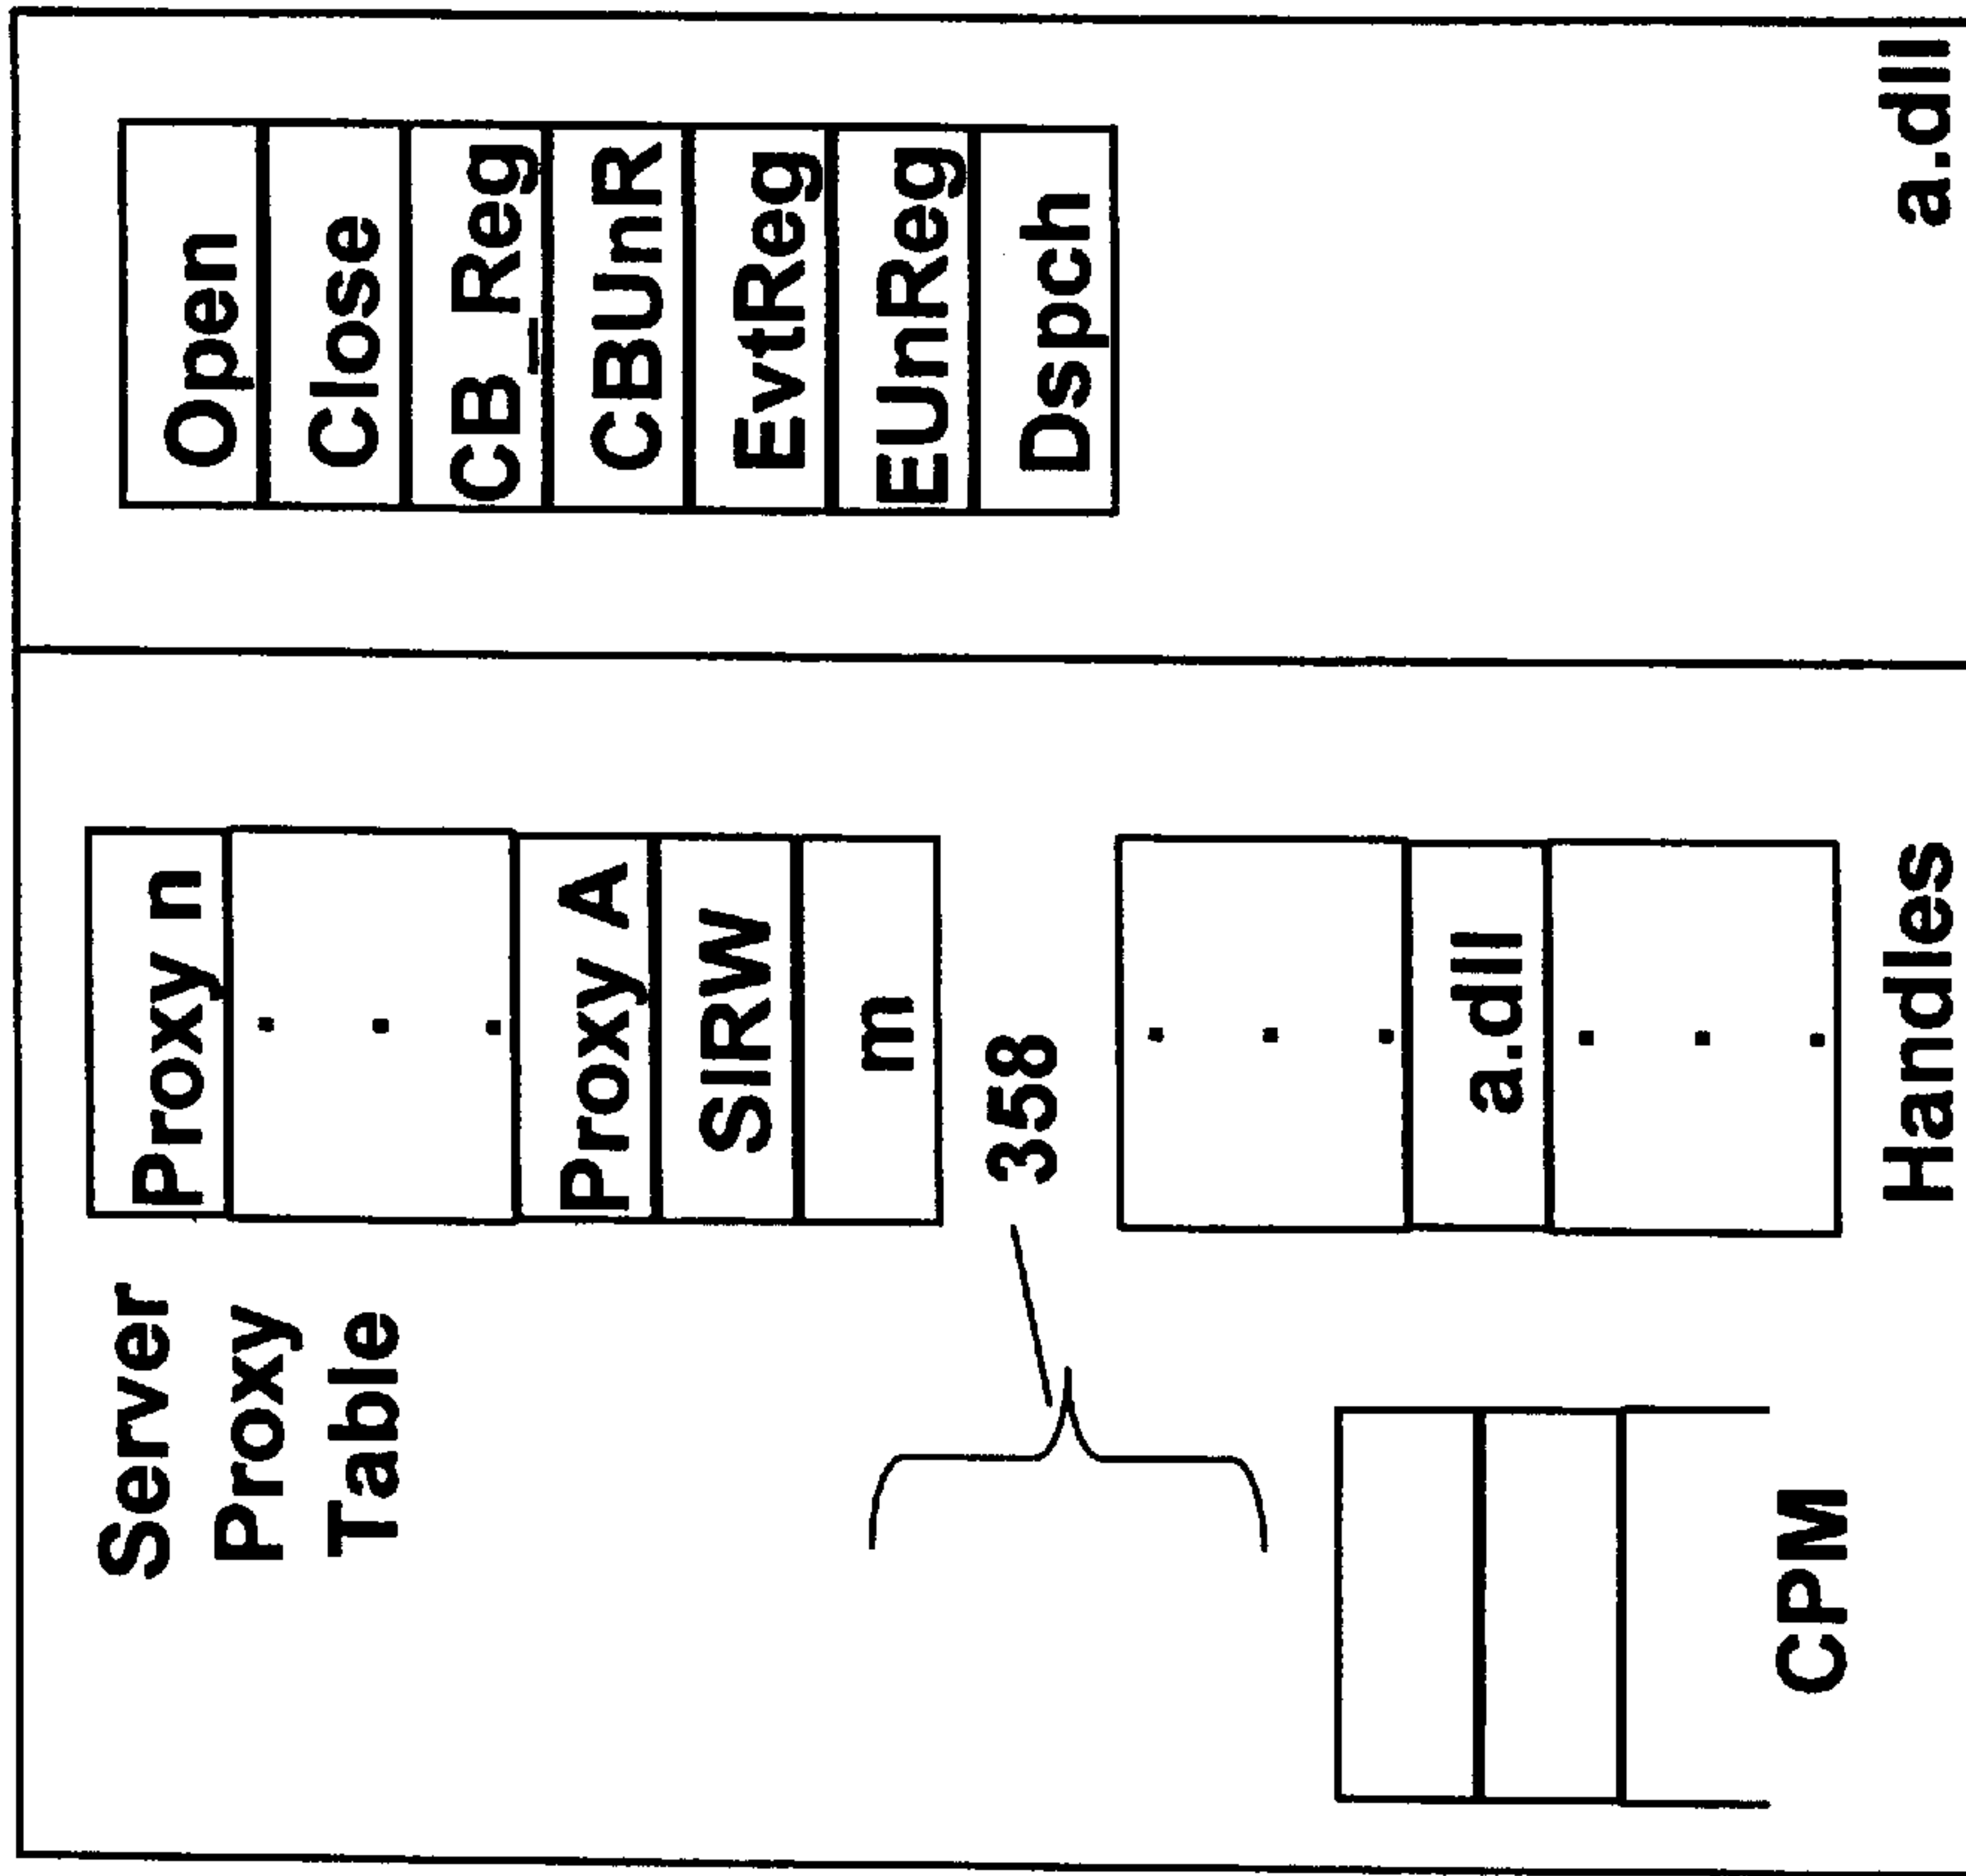 Server
Proxy
Table
Proxy n
Proxy A
SIRW
m
358
CPM
a.dll
Handles
Open
Close
CB_Reg
CBUnR
EvtReg
EUnReg
Dspch
a.dll